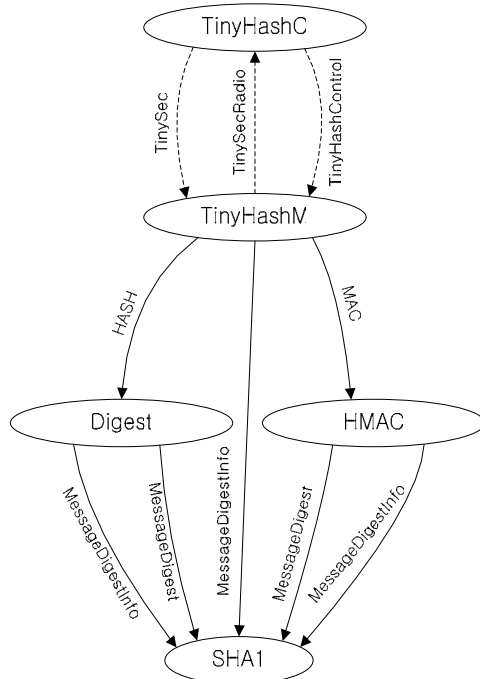 TinyHashC
TinySec
TinySecRadio
TinyHashControl
TinyHashM
HASH
MAC
Digest
HMAC
MessageDigestInfo
MessageDigest
MessageDigestInfo
MessageDigest
MessageDigestInfo
SHA1